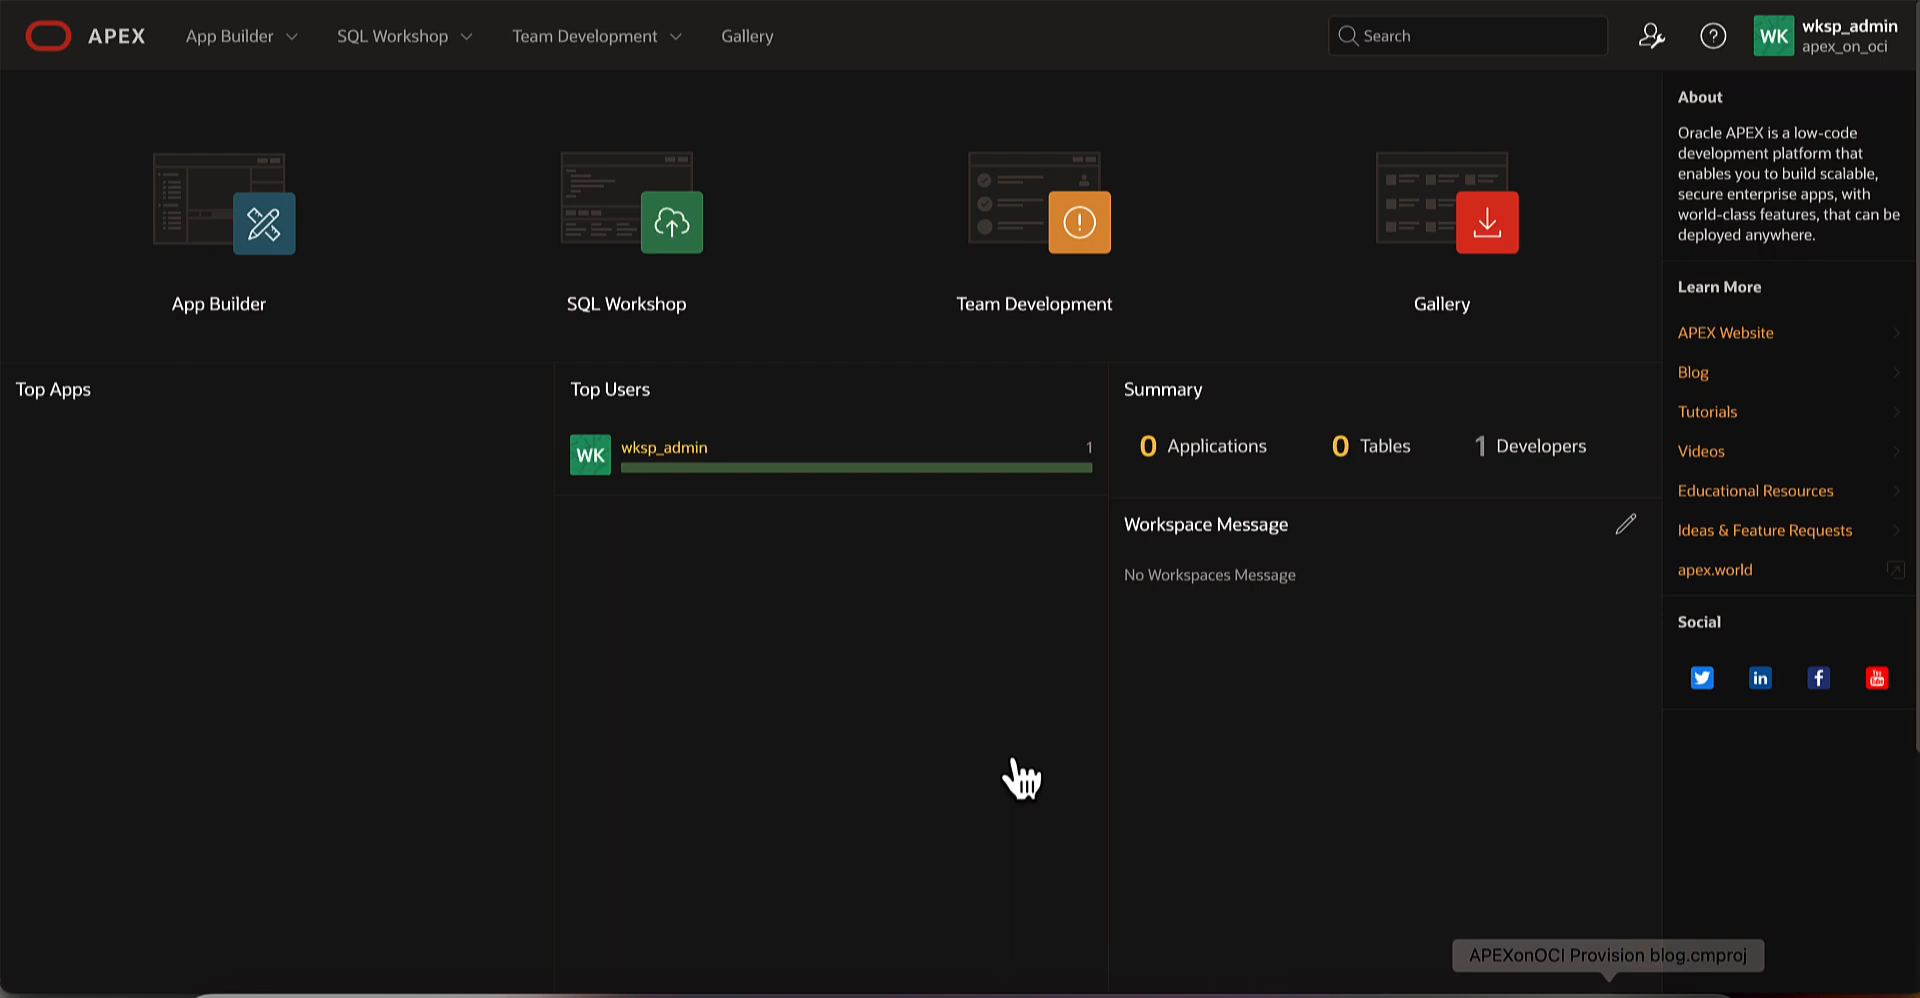 APEX
App Builder
SQL Workshop
Team Development
Gallery
Search
WK
wksp_admin
apex_on_oci
App Builder
SQL Workshop
Team Development
Gallery
About
Oracle APEX is a low-code
development platform that
enables you to build scalable,
secure enterprise apps, with
world-class features, that can be
deployed anywhere.
Learn More
APEX Website
Blog
Tutorials
Videos
Educational Resources
Ideas & Feature Requests
apex.world
Social
Top Apps
Top Users
WK
wksp_admin
1
Summary
0 Applications
0 Tables
1 Developers
Workspace Message
No Workspaces Message
APEXonOCI Provision blog.cmproj